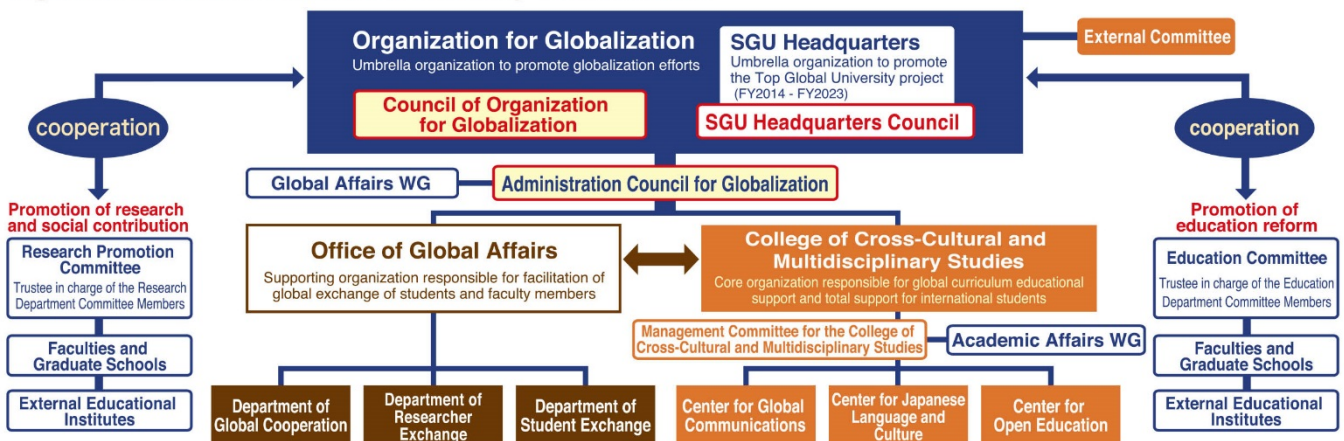 Organization for Globalization
Umbrella organization to promote globalization efforts
Council of Organization
for Globalization
SGU Headquarters
Umbrella organization to promote
the Top Global University project
(FY2014 - FY2023)
SGU Headquarters Council
External Committee
cooperation
cooperation
Global Affairs WG
Administration Council for Globalization
Promotion of research
and social contribution
Research Promotion
Committee
Trustee in charge of the Research
Department Committee Members
Faculties and
Graduate Schools
External Educational
Institutes
Office of Global Affairs
Supporting organization responsible for facilitation of
global exchange of students and faculty members
College of Cross-Cultural and
Multidisciplinary Studies
Core organization responsible for global curriculum educational
support and total support for international students
Management Committee for the College of
Cross-Cultural and Multidisciplinary Studies
Academic Affairs WG
Department of
Global Cooperation
Department of
Researcher
Exchange
Department of
Student Exchange
Center for Global
Communications
Center for Japanese
Language and
Culture
Center for
Open Education
Promotion of
education reform
Education Committee
Trustee in charge of the Education
Department Committee Members
Faculties and
Graduate Schools
External Educational
Institutes